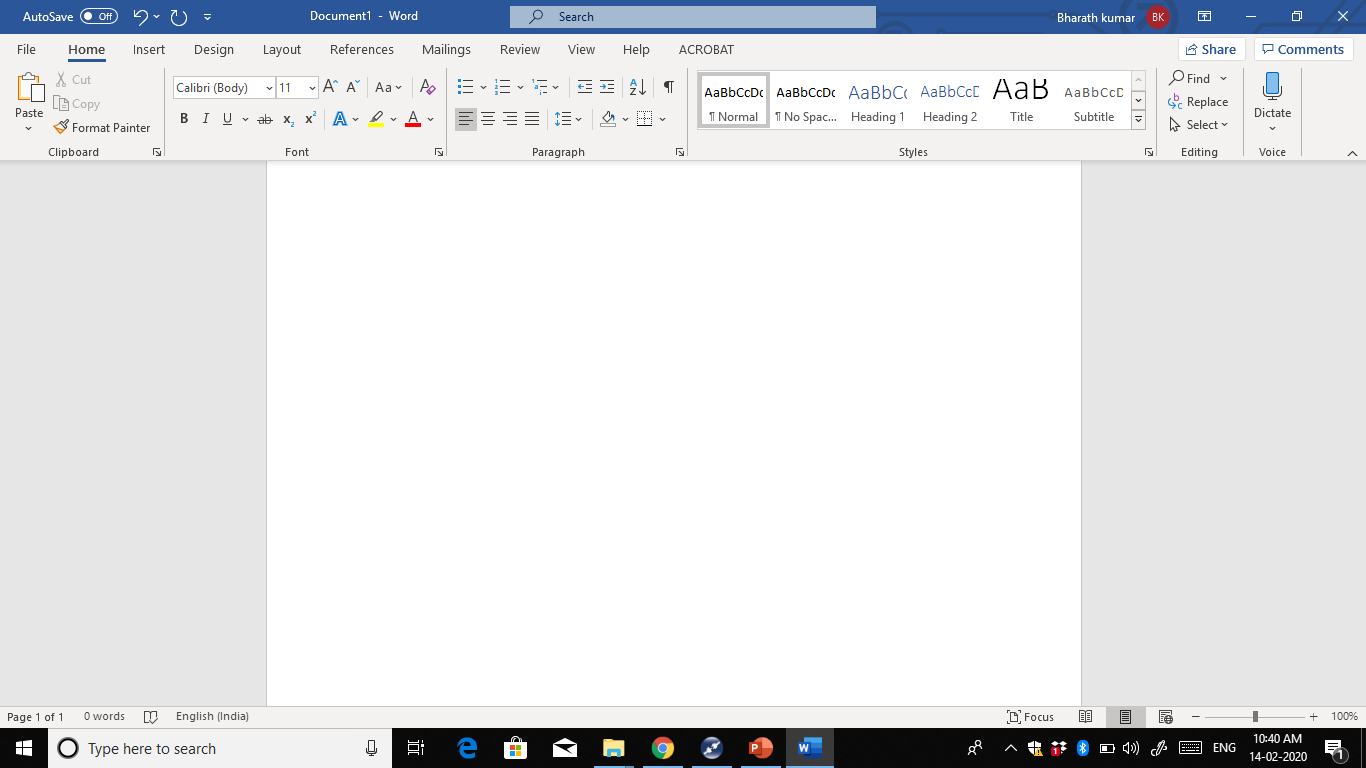 AutoSave Off Document1 - Word Search Bharath kumar BK
File Home Insert Design Layout References Mailings Review View Help ACROBAT Share Comments
Paste Cut Copy Format Painter
Clipboard
Calibri (Body) 11 Aa
B I U ab x2 x2 A A
Font
Paragraph
AaBbCcDc AaBbCcDc AaBbCc AaBbCcD AaB AaBbCcD
¶ Normal ¶ No Spac... Heading 1 Heading 2 Title Subtitle
Styles
Find
Replace
Select
Editing
Dictate
Voice
Page 1 of 1 0 words English (India) Focus 100%
Type here to search ENG 10:40 AM
14-02-2020 1